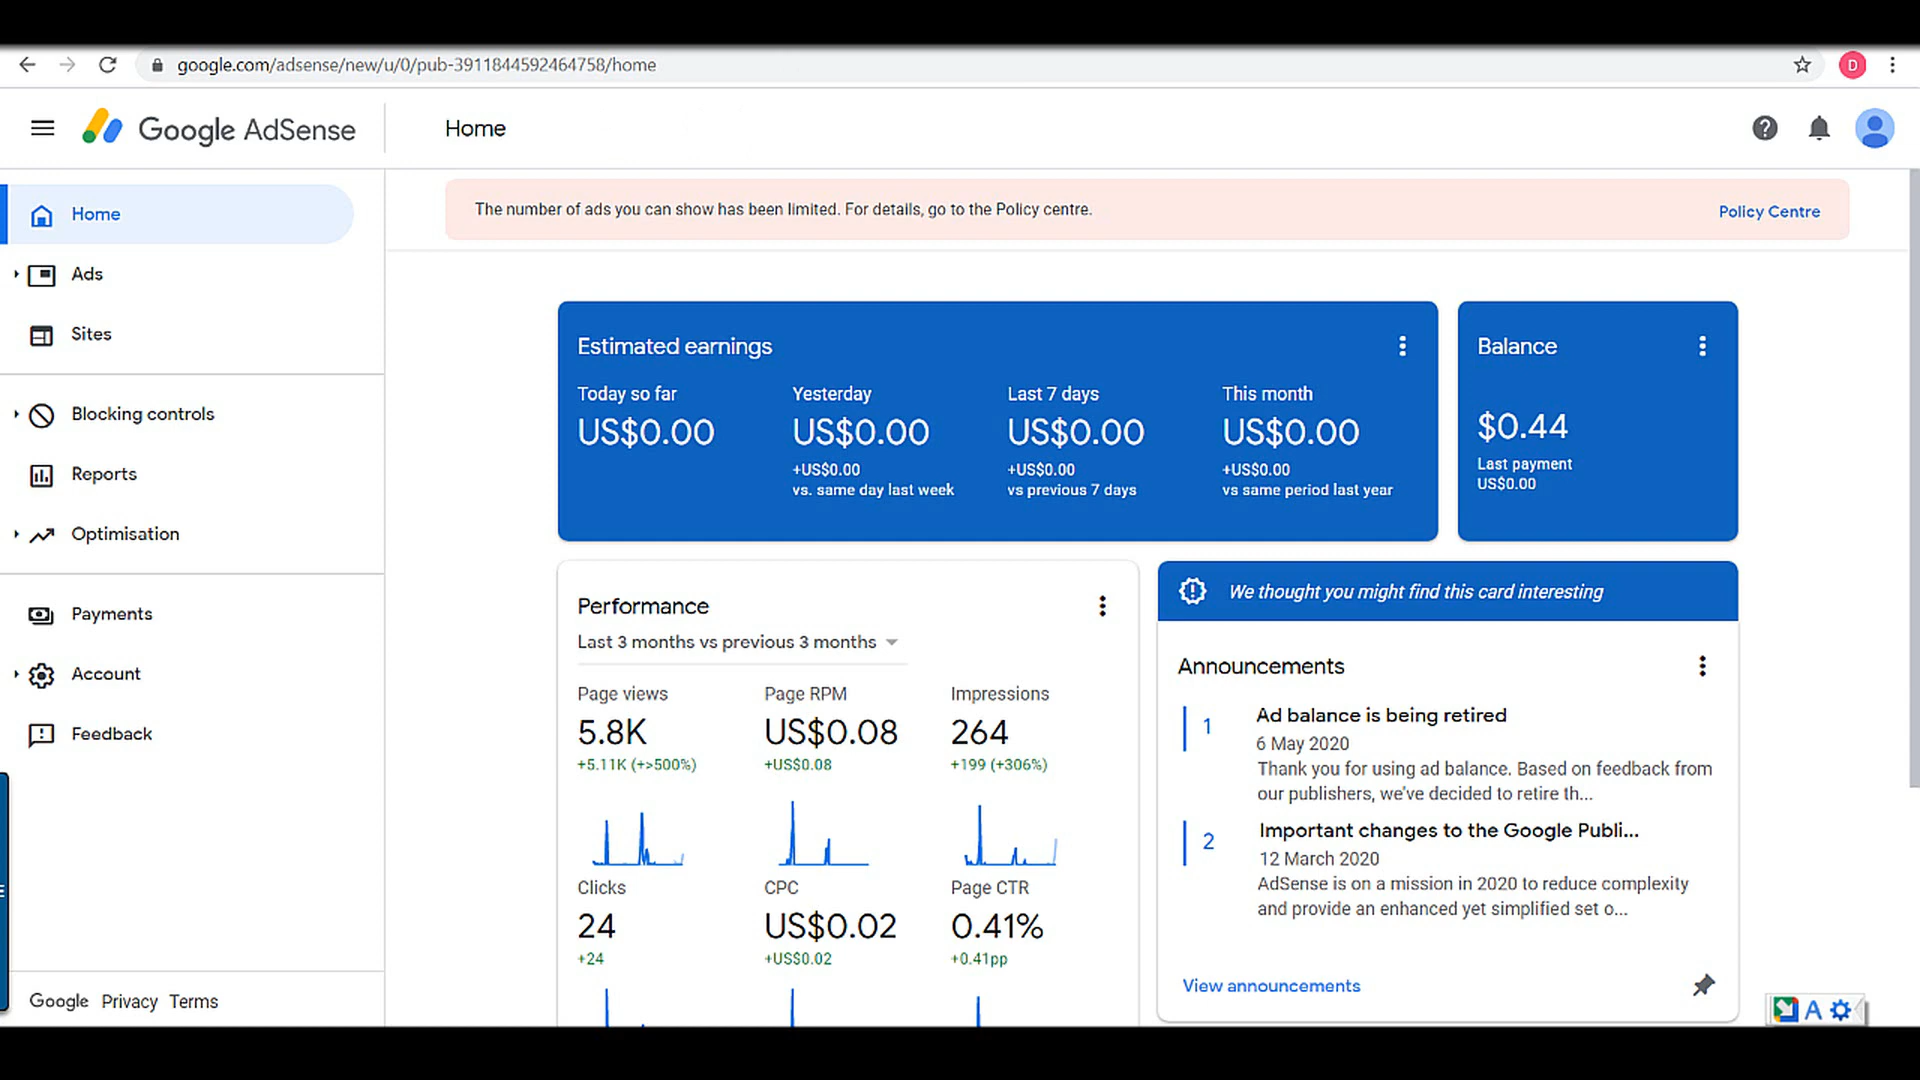 google.com/adsense/new/u/0/pub-3911844592464758/home
D
Google AdSense
Home
Home
Ads
Sites
Blocking controls
Reports
Optimisation
Payments
Account
Feedback
Google Privacy Terms
The number of ads you can show has been limited. For details, go to the Policy centre.
Policy Centre
Estimated earnings
Today so far
US$0.00
Yesterday
US$0.00
+US$0.00
vs. same day last week
Last 7 days
US$0.00
+US$0.00
vs previous 7 days
This month
US$0.00
+US$0.00
vs same period last year
Balance
$0.44
Last payment
US$0.00
Performance
Last 3 months vs previous 3 months
Page views
5.8K
+5.11K (+>500%)
Page RPM
US$0.08
+US$0.08
Impressions
264
+199 (+306%)
Clicks
24
+24
CPC
US$0.02
+US$0.02
Page CTR
0.41%
+0.41pp
We thought you might find this card interesting
Announcements
1
Ad balance is being retired
6 May 2020
Thank you for using ad balance. Based on feedback from
our publishers, we've decided to retire th...
2
Important changes to the Google Publi...
12 March 2020
AdSense is on a mission in 2020 to reduce complexity
and provide an enhanced yet simplified set o...
View announcements
A